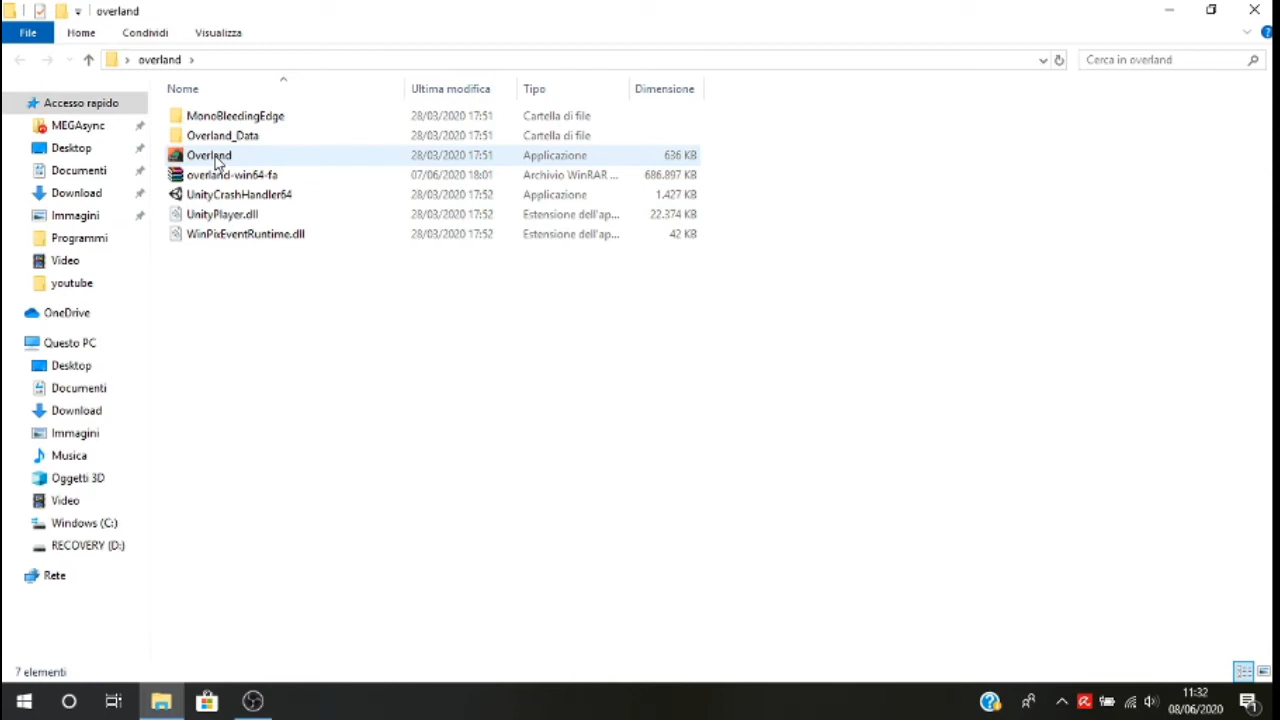 overland
File Home Condividi Visualizza
overland
Cerca in overland
Nome Ultima modifica Tipo Dimensione
Accesso rapido
MEGAsync
Desktop
Documenti
Download
Immagini
Programmi
Video
youtube
OneDrive
Questo PC
Desktop
Documenti
Download
Immagini
Musica
Oggetti 3D
Video
Windows (C:)
RECOVERY (D:)
Rete
MonoBleedingEdge 28/03/2020 17:51 Cartella di file
Overland_Data 28/03/2020 17:51 Cartella di file
Overland 28/03/2020 17:51 Applicazione 636 KB
overland-win64-fa 07/06/2020 18:01 Archivio WinRAR ... 686.897 KB
UnityCrashHandler64 28/03/2020 17:52 Applicazione 1.427 KB
UnityPlayer.dll 28/03/2020 17:52 Estensione dell'ap... 22.374 KB
WinPixEventRuntime.dll 28/03/2020 17:52 Estensione dell'ap... 42 KB
7 elementi
11:32
08/06/2020
1